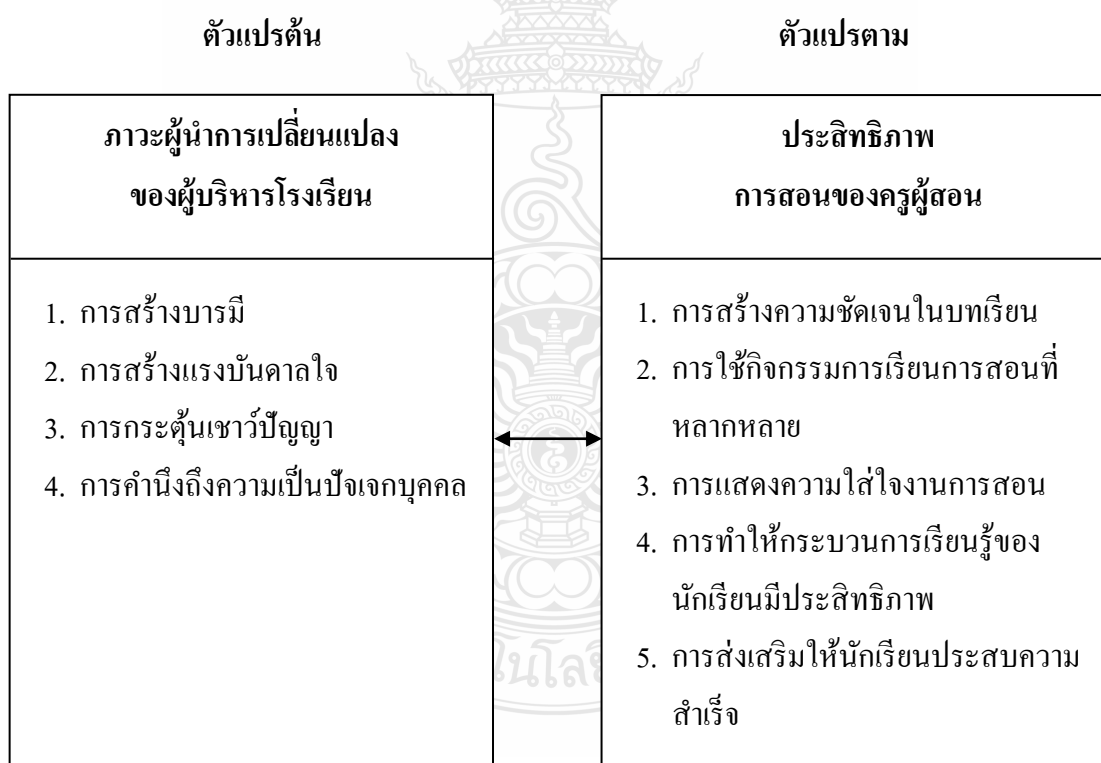 ตัวแปรต้น
ตัวแปรตาม
ภาวะผู้นำการเปลี่ยนแปลง
ของผู้บริหารโรงเรียน
1. การสร้างบารมี
2. การสร้างแรงบันดาลใจ
3. การกระตุ้นเชาว์ปัญญา
4. การคำนึงถึงความเป็นปัจเจกบุคคล
ประสิทธิภาพ
การสอนของครูผู้สอน
1. การสร้างความชัดเจนในบทเรียน
2. การใช้กิจกรรมการเรียนการสอนที่
หลากหลาย
3. การแสดงความใส่ใจงานการสอน
4. การทำให้กระบวนการเรียนรู้ของ
นักเรียนมีประสิทธิภาพ
5. การส่งเสริมให้นักเรียนประสบความ
สำเร็จ